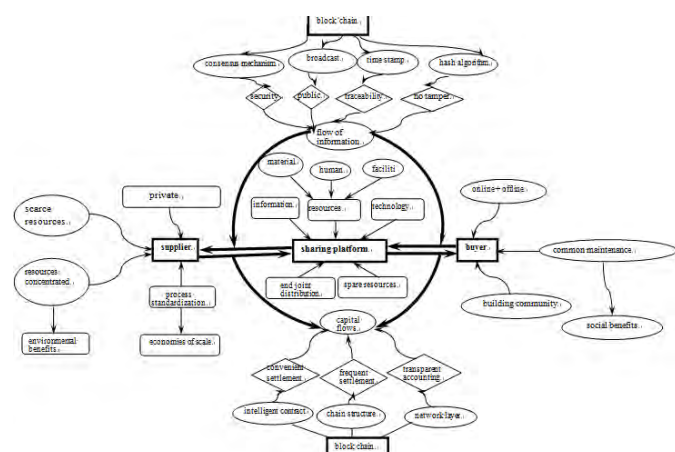 block chain
consensus mechanism
broadcast
time stamp
hash algorithm
security
public
traceability
no tamper
flow of
information
material
human
faciliti
information
resources
technology
private
online+ offline
scarce
resources
supplier
sharing platform
buyer
common maintenance
resources
concentrated
process
standardization
end joint
distribution
spare resources
building community
environmental
benefits
economies of scale
capital
flows
social benefits
convenient
settlement
frequent
settlement
transparent
accounting
intelligent contract
chain structure
network layer
block chain